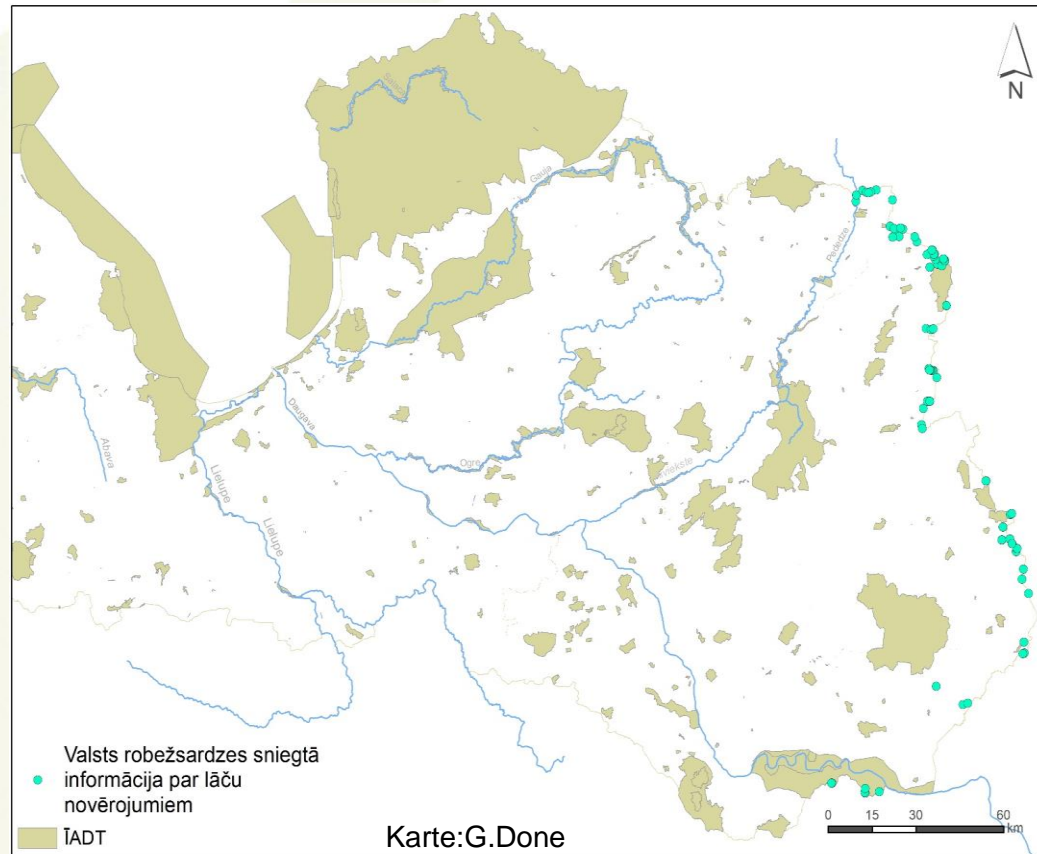 N
Salaca
Gauja
Pededze
Abava
Daugava
Ogre
Lielupe
Lielupe
Valsts robežsardzes sniegtā
informācija par lāču
novērojumiem
ĪADT
Karte:G.Done
0 15 30 60
km